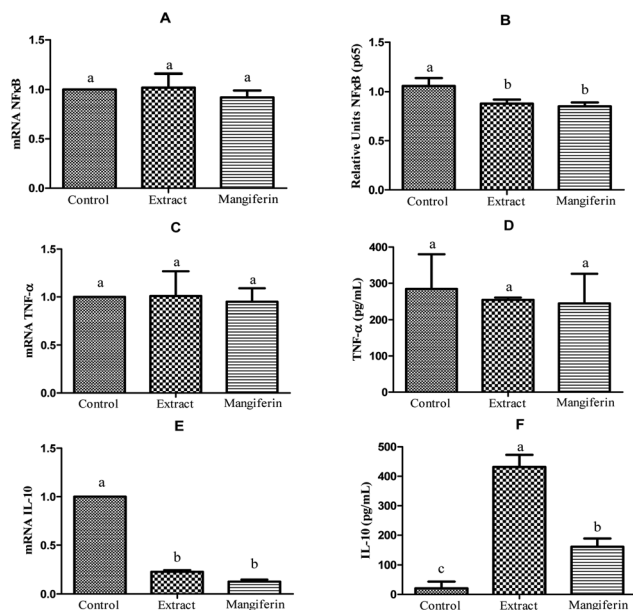 A
mRNA NFκB
1.5
1.0
0.5
0.0
a
a
a
Control
Extract
Mangiferin
B
Relative Units NFκB (p65)
1.5
1.0
0.5
0.0
a
b
b
Control
Extract
Mangiferin
C
mRNA TNF-α
1.5
1.0
0.5
0.0
a
a
a
Control
Extract
Mangiferin
D
TNF-α (pg/mL)
400
300
200
100
0
a
a
a
Control
Extract
Mangiferin
E
mRNA IL-10
1.5
1.0
0.5
0.0
a
b
b
Control
Extract
Mangiferin
F
IL-10 (pg/mL)
500
400
300
200
100
0
c
a
b
Control
Extract
Mangiferin